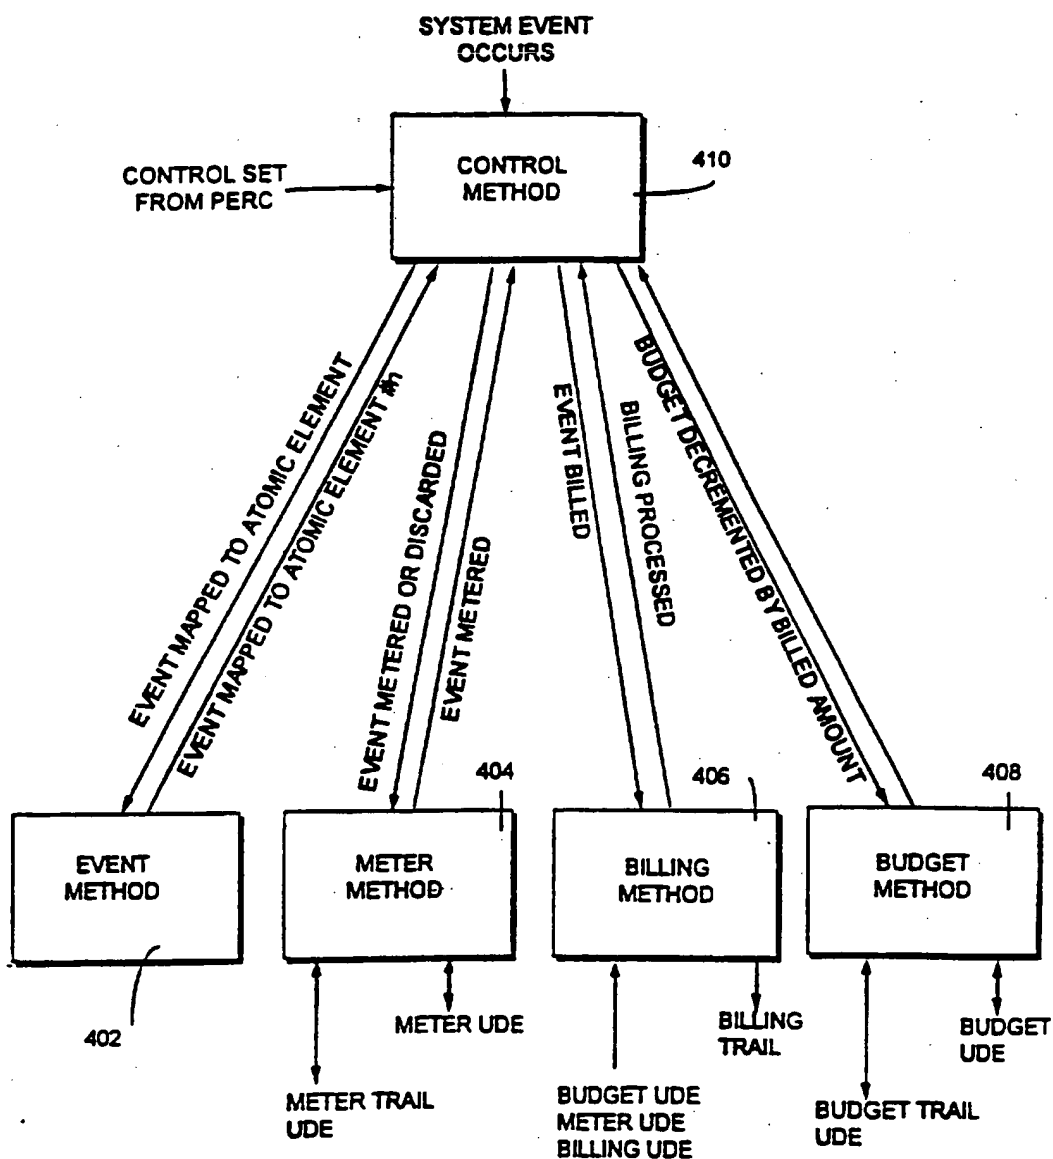 SYSTEM EVENT
OCCURS
CONTROL
METHOD
410
CONTROL SET
FROM PERC
EVENT MAPPED TO ATOMIC ELEMENT
EVENT MAPPED TO ATOMIC ELEMENT #n
EVENT METERED OR DISCARDED
EVENT METERED
EVENT BILLED
BILLING PROCESSED
BUDGET DECREMENTED BY BILLED AMOUNT
404
406
408
EVENT
METHOD
METER
METHOD
BILLING
METHOD
BUDGET
METHOD
402
METER UDE
METER TRAIL
UDE
BILLING
TRAIL
BUDGET UDE
METER UDE
BILLING UDE
BUDGET
UDE
BUDGET TRAIL
UDE